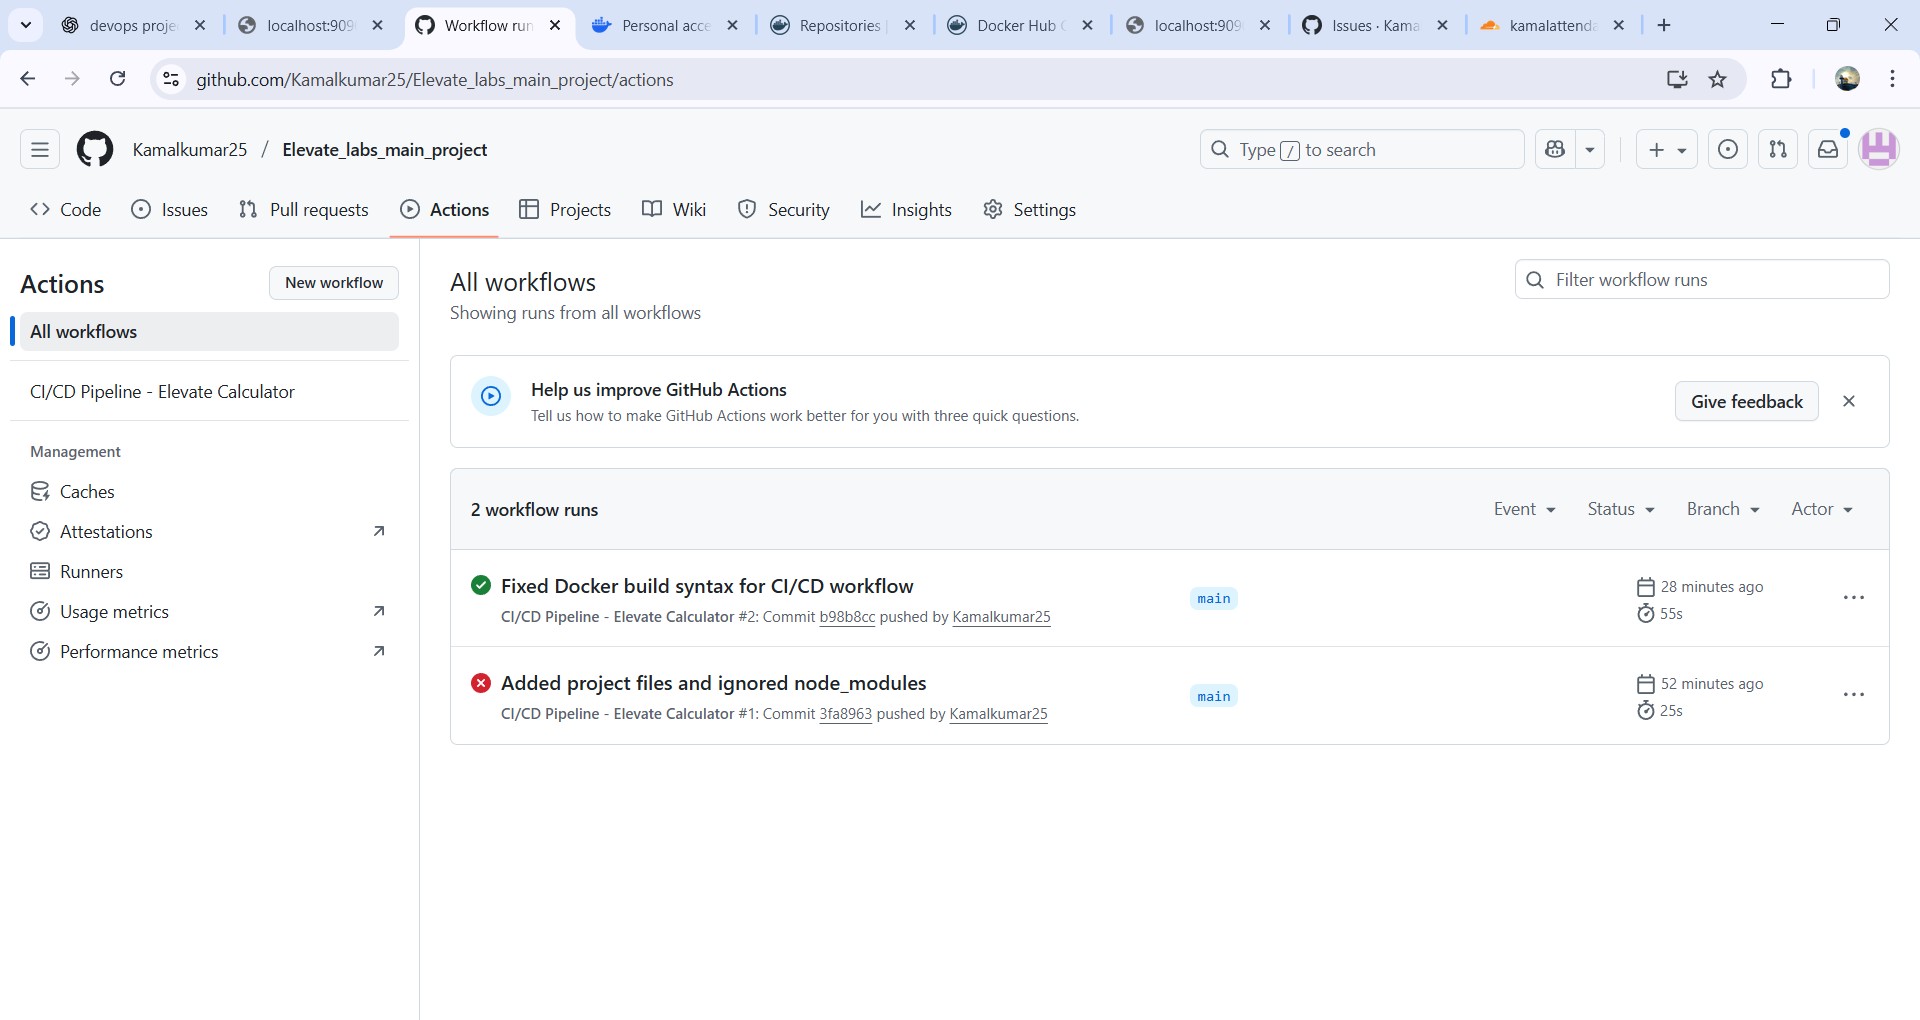 devops proje
localhost:909
Workflow run
Personal acce
Repositories
Docker Hub
localhost:909
Issues · Kama
kamalattenda
github.com/Kamalkumar25/Elevate_labs_main_project/actions
Kamalkumar25 / Elevate_labs_main_project
Type / to search
Code
Issues
Pull requests
Actions
Projects
Wiki
Security
Insights
Settings
Actions
New workflow
All workflows
CI/CD Pipeline - Elevate Calculator
Management
Caches
Attestations
Runners
Usage metrics
Performance metrics
All workflows
Showing runs from all workflows
Filter workflow runs
Help us improve GitHub Actions
Tell us how to make GitHub Actions work better for you with three quick questions.
Give feedback
2 workflow runs
Event
Status
Branch
Actor
Fixed Docker build syntax for CI/CD workflow
CI/CD Pipeline - Elevate Calculator #2: Commit b98b8cc pushed by Kamalkumar25
main
28 minutes ago
55s
Added project files and ignored node_modules
CI/CD Pipeline - Elevate Calculator #1: Commit 3fa8963 pushed by Kamalkumar25
main
52 minutes ago
25s